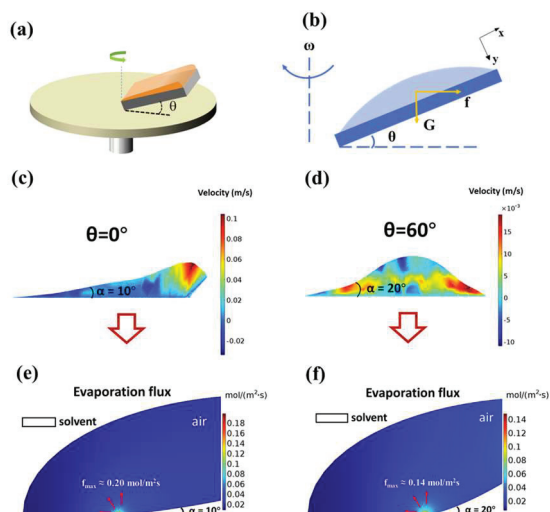 (a)
θ
(b)
ω
x
y
f
G
θ
(c)
Velocity (m/s)
θ=0°
α = 10°
0.1
0.08
0.06
0.04
0.02
0
-0.02
(d)
Velocity (m/s)
×10⁻³
θ=60°
α = 20°
15
10
5
0
-5
-10
(e)
Evaporation flux
mol/(m²·s)
solvent
air
0.18
0.16
0.14
0.12
0.1
0.08
0.06
0.04
0.02
fmax ≈ 0.20 mol/m²s
α = 10°
(f)
Evaporation flux
mol/(m²·s)
solvent
air
0.14
0.12
0.10
0.08
0.06
0.04
0.02
fmax ≈ 0.14 mol/m²s
α = 20°